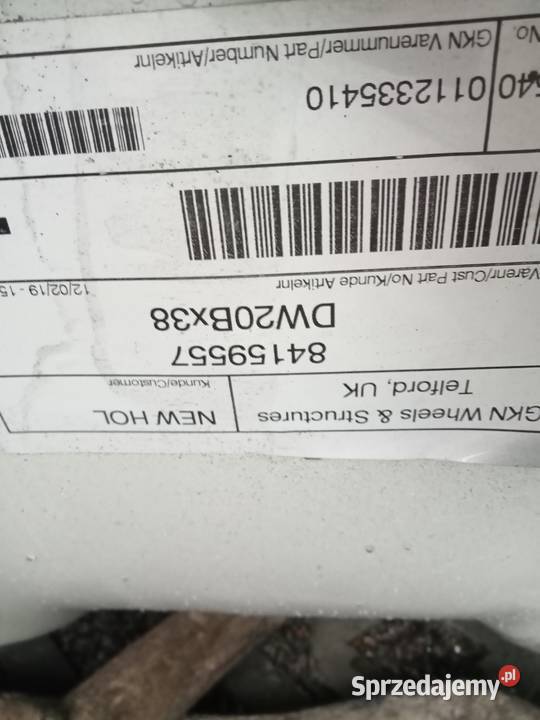 GKN Wheels & Structures
Telford, UK
NEW HOL
Kunde/Customer
84159557
DW20Bx38
Varenr/Cust Part No/Kunde Artikelnr
12/02/19 - 15
No.
GKN Varenummer/Part Number/Artikelnr
540
0112335410
Sprzedajemy.pl